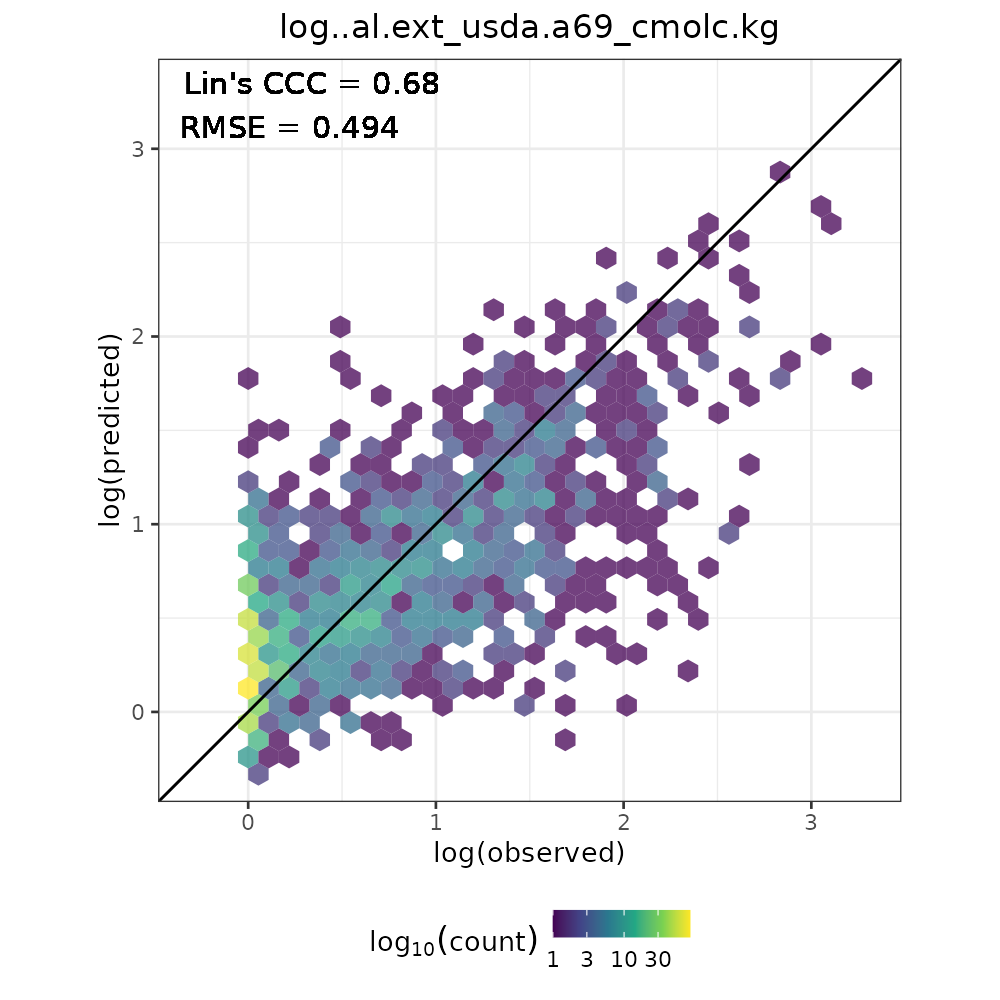 log..al.ext_usda.a69_cmolc.kg
Lin's CCC = 0.68
RMSE = 0.494
log(predicted)
3
2
1
0
0 1 2 3
log(observed)
log10(count)
1 3 10 30